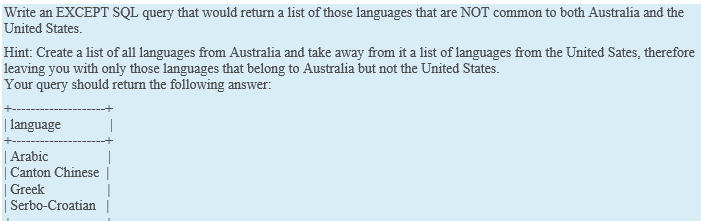 Write an EXCEPT SQL query that would return a list of those languages that are NOT common to both Australia and the
United States.
Hint: Create a list of all languages from Australia and take away from it a list of languages from the United Sates, therefore
leaving you with only those languages that belong to Australia but not the United States.
Your query should return the following answer:
+--------------------+
| language |
+--------------------+
| Arabic |
| Canton Chinese |
| Greek |
| Serbo-Croatian |